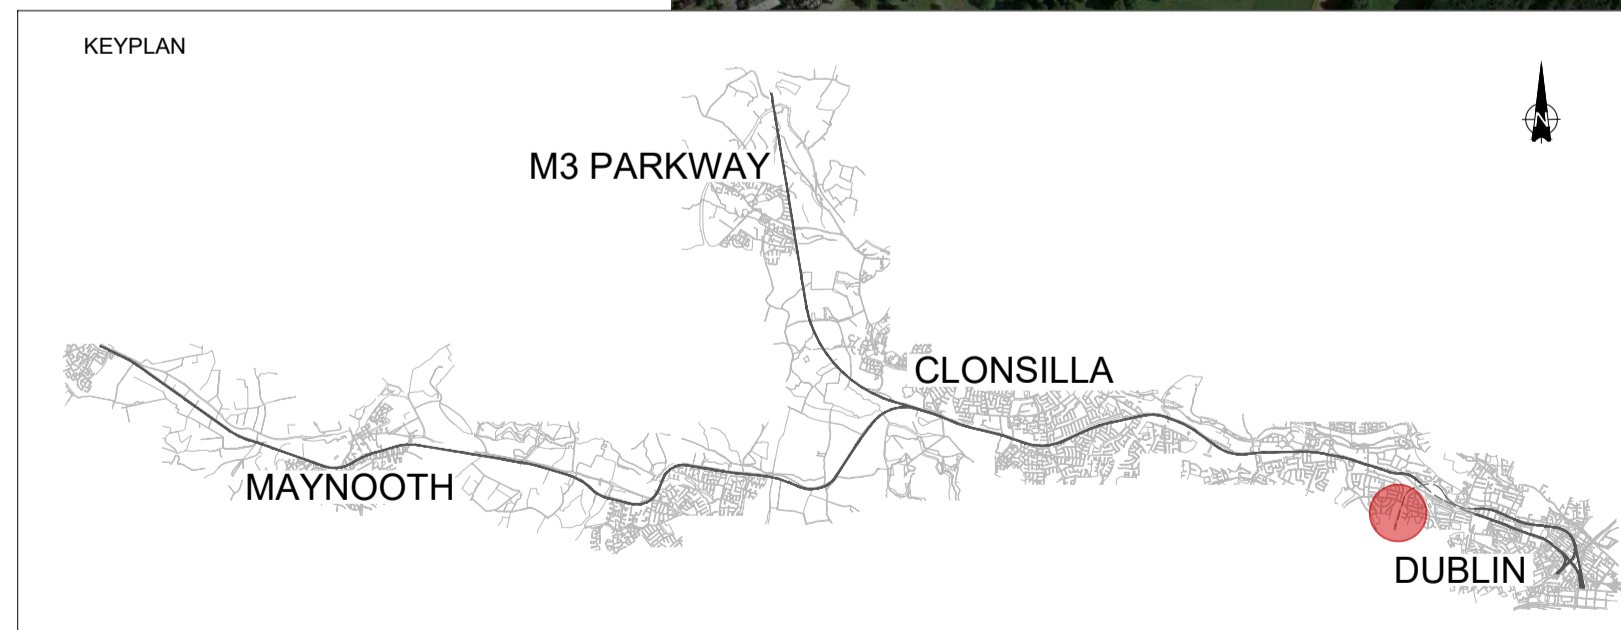 KEYPLAN
N
M3 PARKWAY
CLONSILLA
MAYNOOTH
DUBLIN